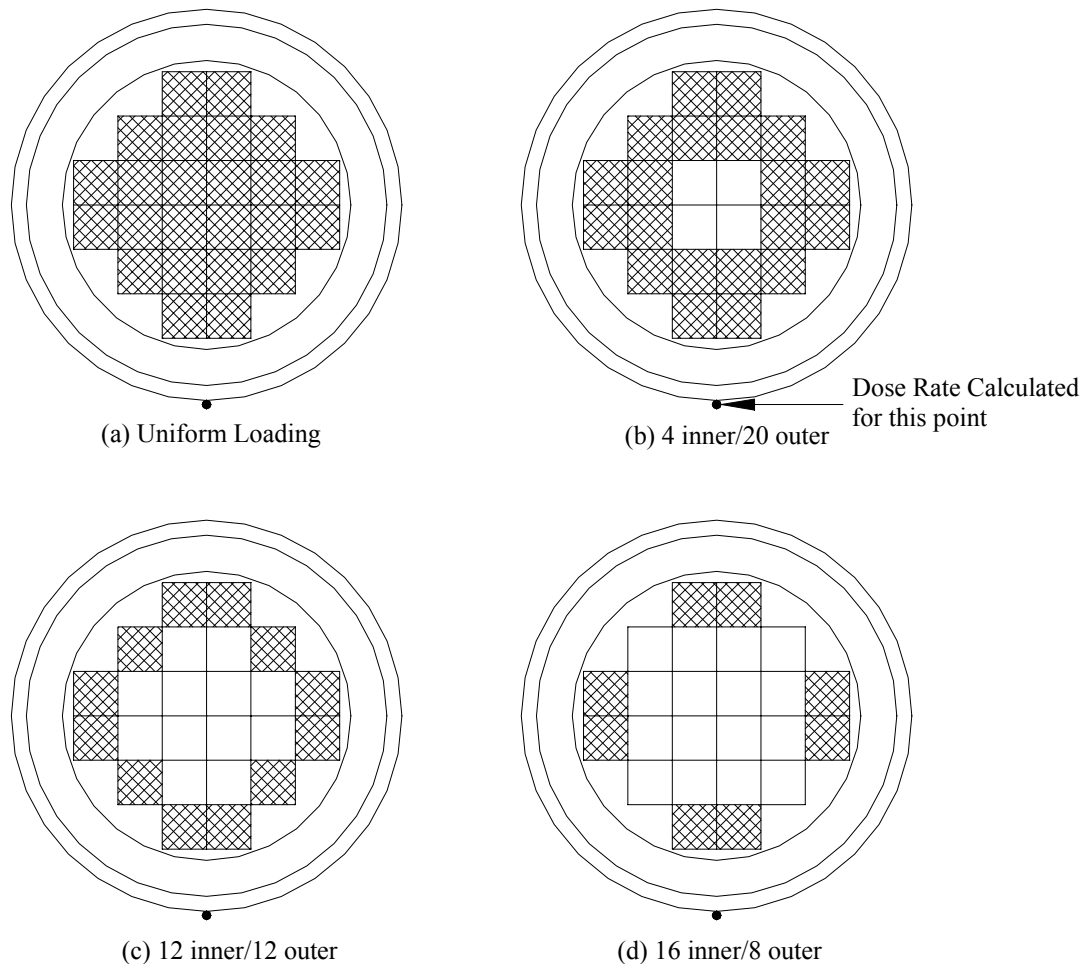 (a) Uniform Loading
(b) 4 inner/20 outer
Dose Rate Calculated
for this point
(c) 12 inner/12 outer
(d) 16 inner/8 outer